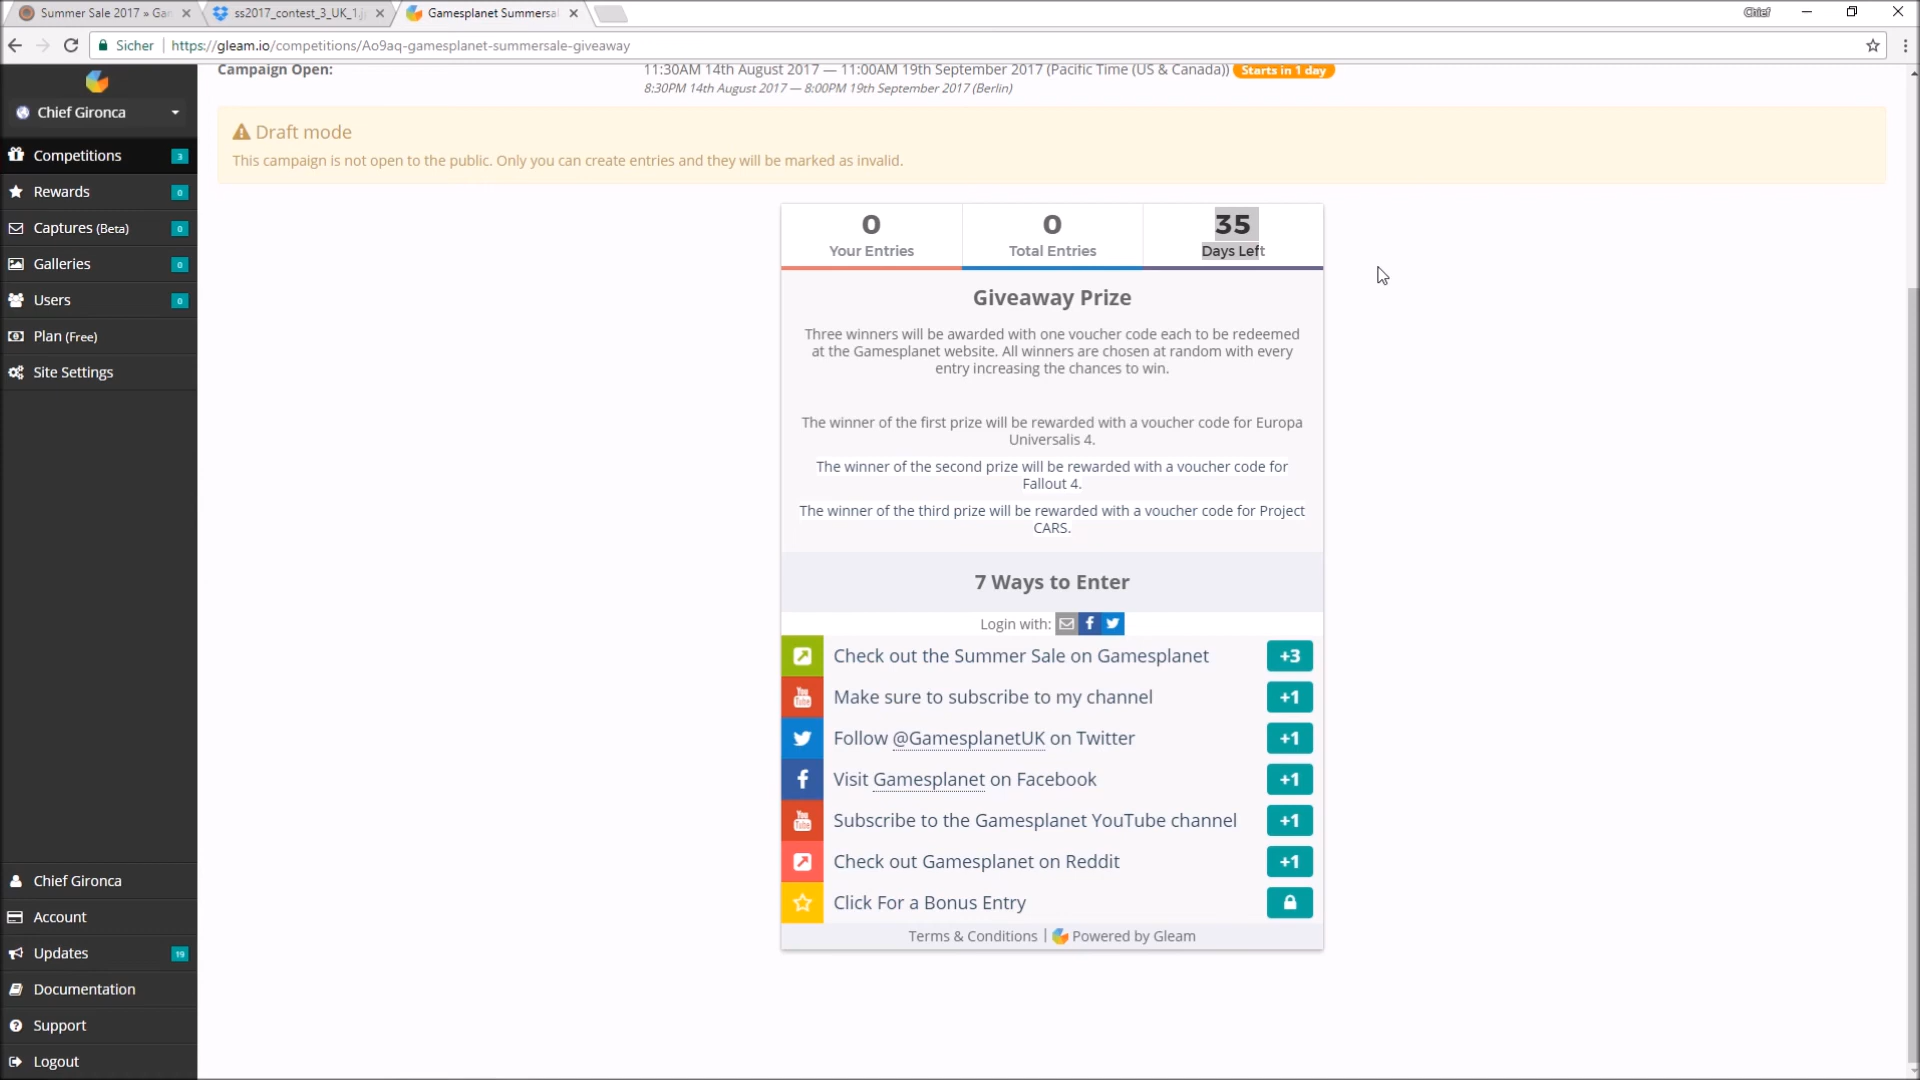 Summer Sale 2017 » Ga
ss2017_contest_3_UK_1.j
Gamesplanet Summersa
Chief
Sicher https://gleam.io/competitions/Ao9aq-gamesplanet-summersale-giveaway
Chief Gironca
Competitions 3
Rewards 0
Captures (Beta) 0
Galleries 0
Users 0
Plan (Free)
Site Settings
Chief Gironca
Account
Updates 19
Documentation
Support
Logout
Campaign Open: 11:30AM 14th August 2017 — 11:00AM 19th September 2017 (Pacific Time (US & Canada)) Starts in 1 day
8:30PM 14th August 2017 — 8:00PM 19th September 2017 (Berlin)
Draft mode
This campaign is not open to the public. Only you can create entries and they will be marked as invalid.
0 0 35
Your Entries Total Entries Days Left
Giveaway Prize
Three winners will be awarded with one voucher code each to be redeemed
at the Gamesplanet website. All winners are chosen at random with every
entry increasing the chances to win.
The winner of the first prize will be rewarded with a voucher code for Europa
Universalis 4.
The winner of the second prize will be rewarded with a voucher code for
Fallout 4.
The winner of the third prize will be rewarded with a voucher code for Project
CARS.
7 Ways to Enter
Login with:
Check out the Summer Sale on Gamesplanet +3
You Tube Make sure to subscribe to my channel +1
Follow @GamesplanetUK on Twitter +1
Visit Gamesplanet on Facebook +1
You Tube Subscribe to the Gamesplanet YouTube channel +1
Check out Gamesplanet on Reddit +1
Click For a Bonus Entry
Terms & Conditions | Powered by Gleam